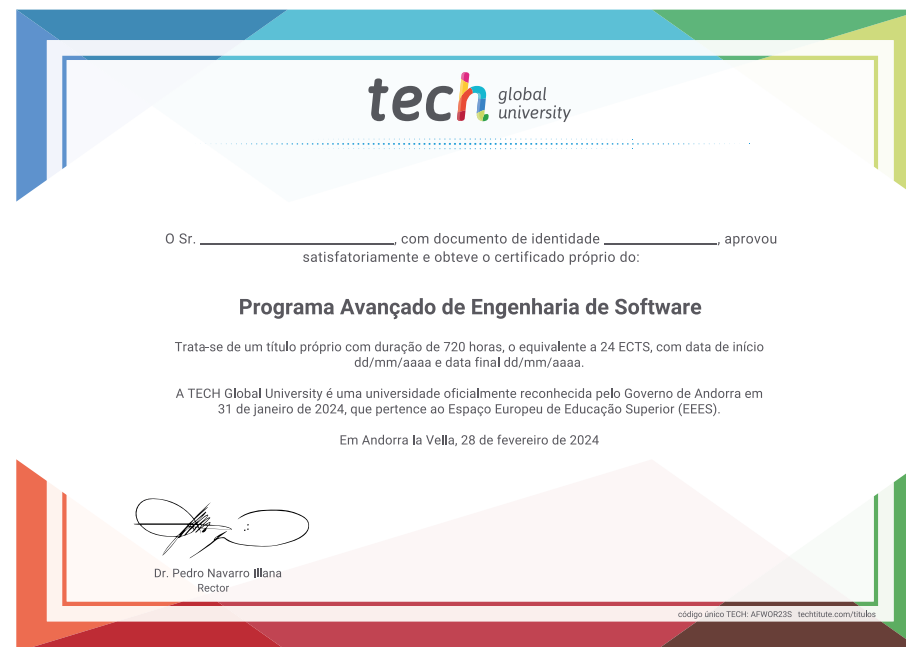 tech global
university
O Sr. ____________________, com documento de identidade ____________, aprovou
satisfatoriamente e obteve o certificado próprio do:
Programa Avançado de Engenharia de Software
Trata-se de um título próprio com duração de 720 horas, o equivalente a 24 ECTS, com data de início
dd/mm/aaaa e data final dd/mm/aaaa.
A TECH Global University é uma universidade oficialmente reconhecida pelo Governo de Andorra em
31 de janeiro de 2024, que pertence ao Espaço Europeu de Educação Superior (EEES).
Em Andorra la Vella, 28 de fevereiro de 2024
Dr. Pedro Navarro Illana
Rector
código único TECH: AFWOR23S techtitute.com/titulos